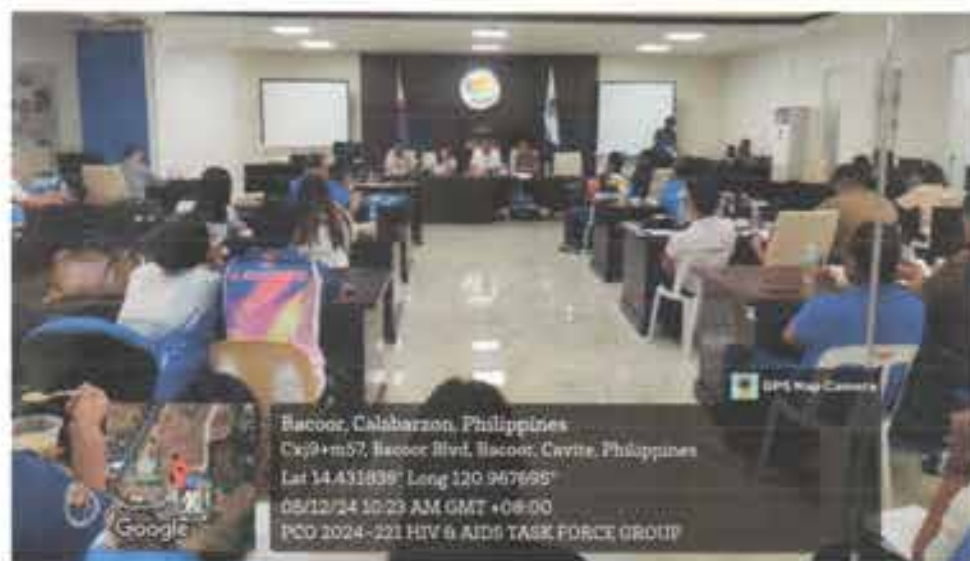 GPS Map Camera
Bacoor, Calabarzon, Philippines
Cxj9+m57, Bacoor Blvd, Bacoor, Cavite, Philippines
Lat 14.431839° Long 120.967695°
05/12/24 10:23 AM GMT +08:00
PCO 2024-221 HIV & AIDS TASK FORCE GROUP
Google